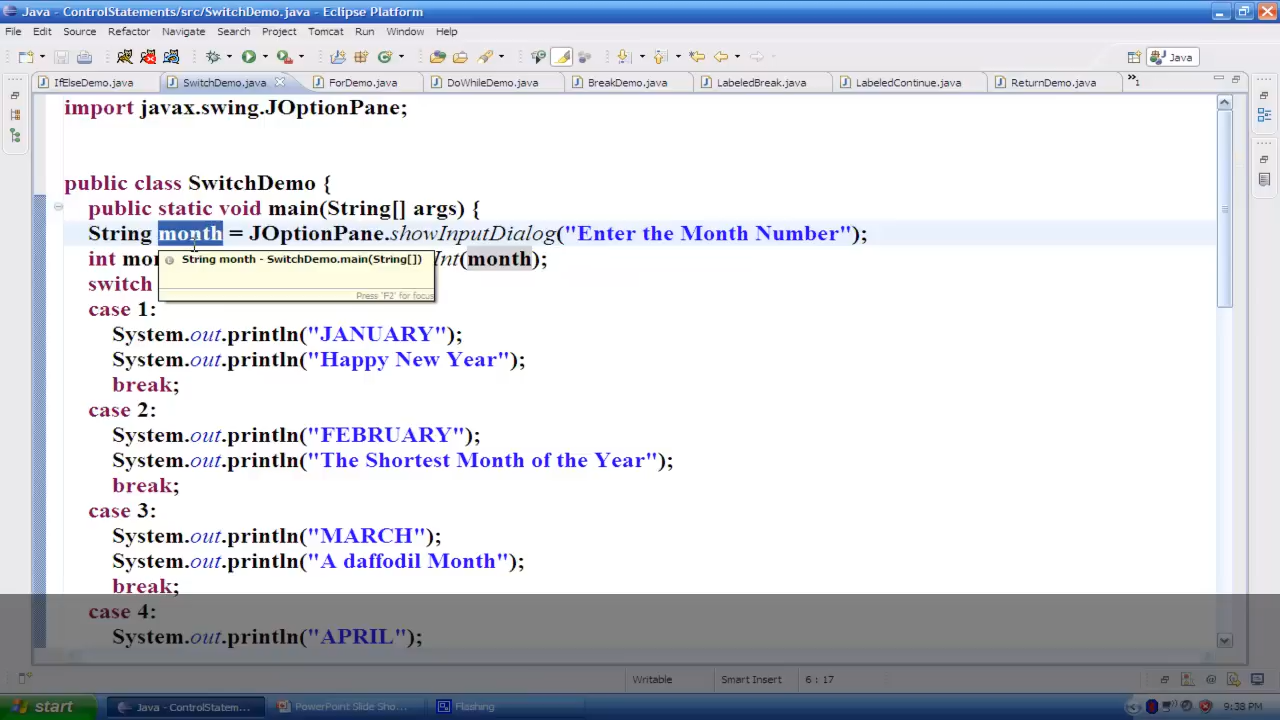 Java - ControlStatements/src/SwitchDemo.java - Eclipse Platform
File Edit Source Refactor Navigate Search Project Tomcat Run Window Help
Java
IfElseDemo.java SwitchDemo.java ForDemo.java DoWhileDemo.java BreakDemo.java LabeledBreak.java LabeledContinue.java ReturnDemo.java »1
import javax.swing.JOptionPane;
public class SwitchDemo {
public static void main(String[] args) {
String month = JOptionPane.showInputDialog("Enter the Month Number");
int mon Int(month);
String month - SwitchDemo.main(String[])
switch
Press 'F2' for focus
case 1:
System.out.println("JANUARY");
System.out.println("Happy New Year");
break;
case 2:
System.out.println("FEBRUARY");
System.out.println("The Shortest Month of the Year");
break;
case 3:
System.out.println("MARCH");
System.out.println("A daffodil Month");
break;
case 4:
System.out.println("APRIL");
Writable Smart Insert 6 : 17
start Java - ControlStatem... PowerPoint Slide Sho... Flashing 9:38 PM